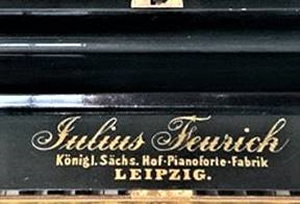 Julius Feurich
Königl. Sächs. Hof-Pianoforte-Fabrik
LEIPZIG.